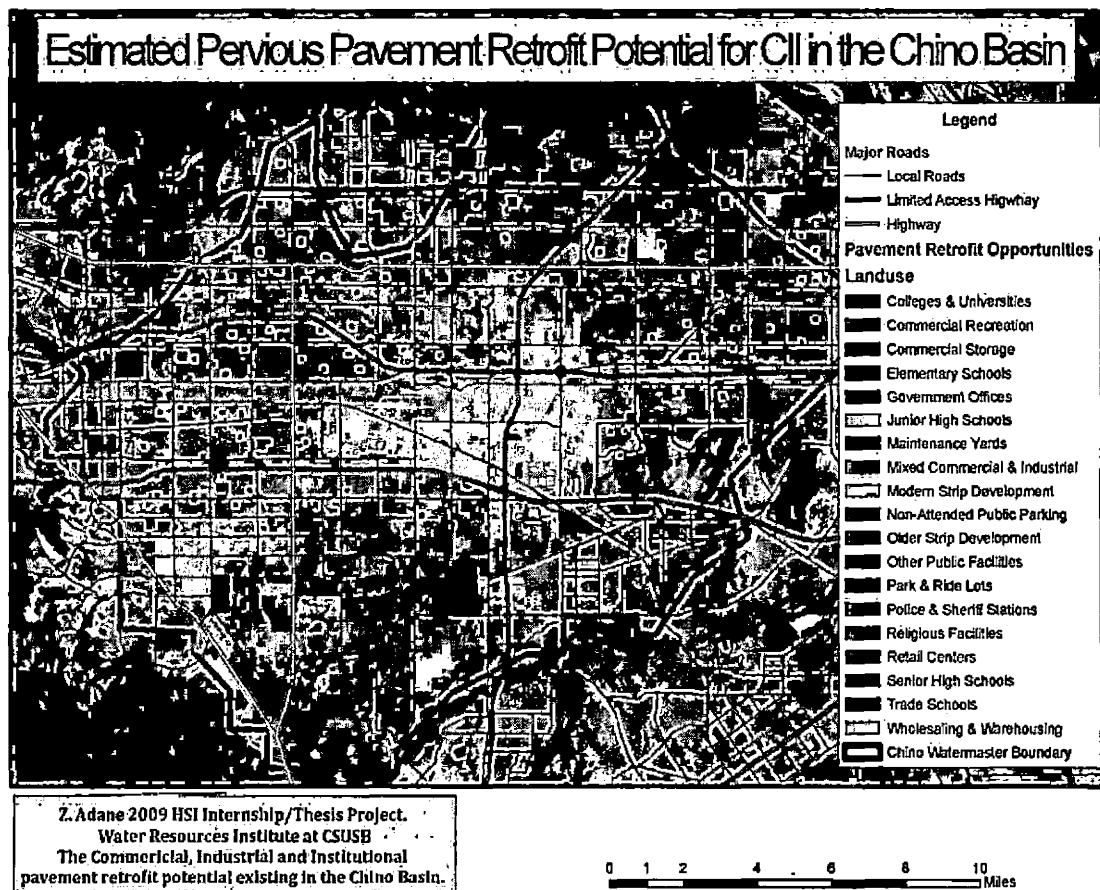 Estimated Pervious Pavement Retrofit Potential for CII in the Chino Basin
Legend
Major Roads
Local Roads
Limited Access Higwhay
Highway
Pavement Retrofit Opportunities
Landuse
Colleges & Universities
Commercial Recreation
Commercial Storage
Elementary Schools
Government Offices
Junior High Schools
Maintenance Yards
Mixed Commercial & Industrial
Modern Strip Development
Non-Attended Public Parking
Older Strip Development
Other Public Facilities
Park & Ride Lots
Police & Sheriff Stations
Religious Facilities
Retail Centers
Senior High Schools
Trade Schools
Wholesaling & Warehousing
Chino Watermaster Boundary
Z. Adane 2009 HSI Internship/Thesis Project.
Water Resources Institute at CSUSB
The Commericial, Industrial and Institutional
pavement retrofit potential existing in the Chino Basin.
0 1 2 4 6 8 10
Miles